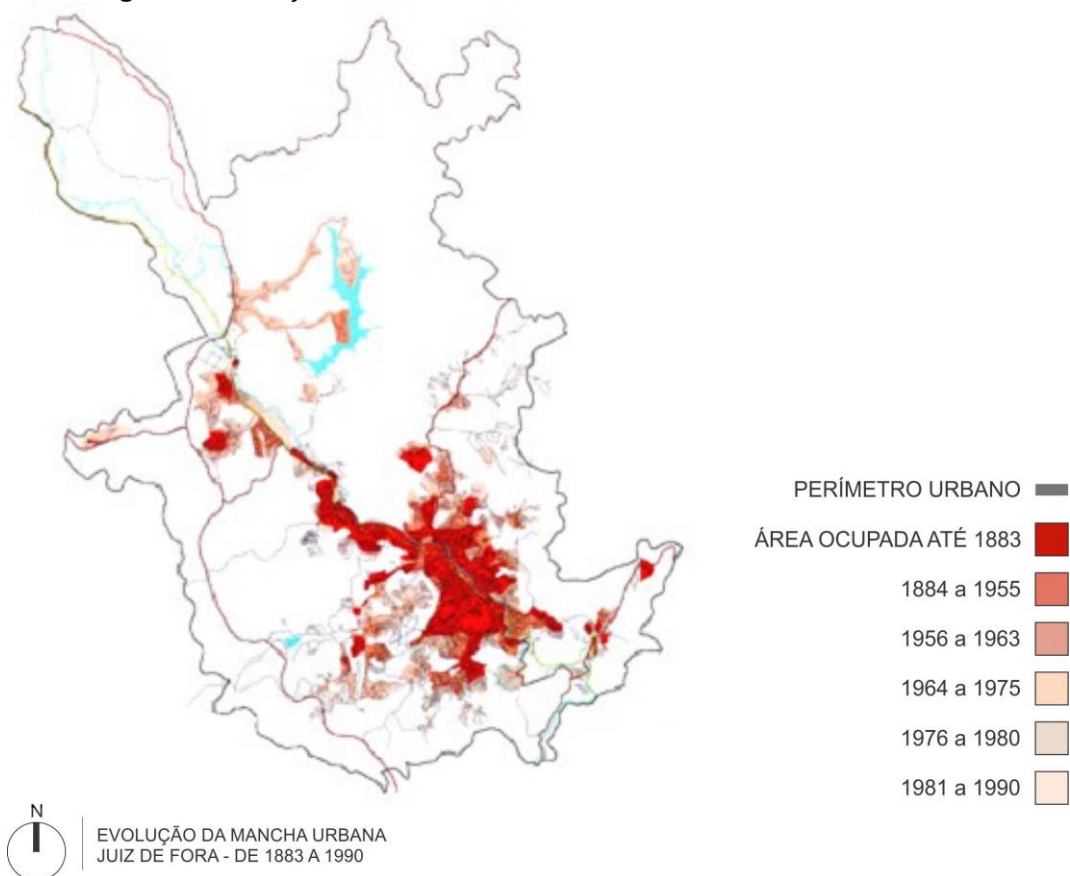 PERÍMETRO URBANO
ÁREA OCUPADA ATÉ 1883
1884 a 1955
1956 a 1963
1964 a 1975
1976 a 1980
1981 a 1990
N
EVOLUÇÃO DA MANCHA URBANA
JUIZ DE FORA - DE 1883 A 1990